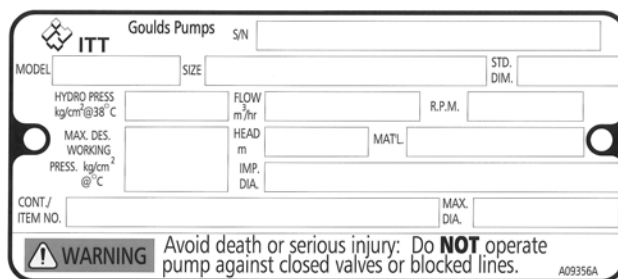 ITT Goulds Pumps S/N
MODEL SIZE STD. DIM.
HYDRO PRESS kg/cm²@38°C FLOW m³/hr R.P.M.
MAX. DES. WORKING PRESS. kg/cm² @°C HEAD m MAT'L.
IMP. DIA.
CONT./ ITEM NO. MAX. DIA.
WARNING Avoid death or serious injury: Do NOT operate
pump against closed valves or blocked lines. A09356A